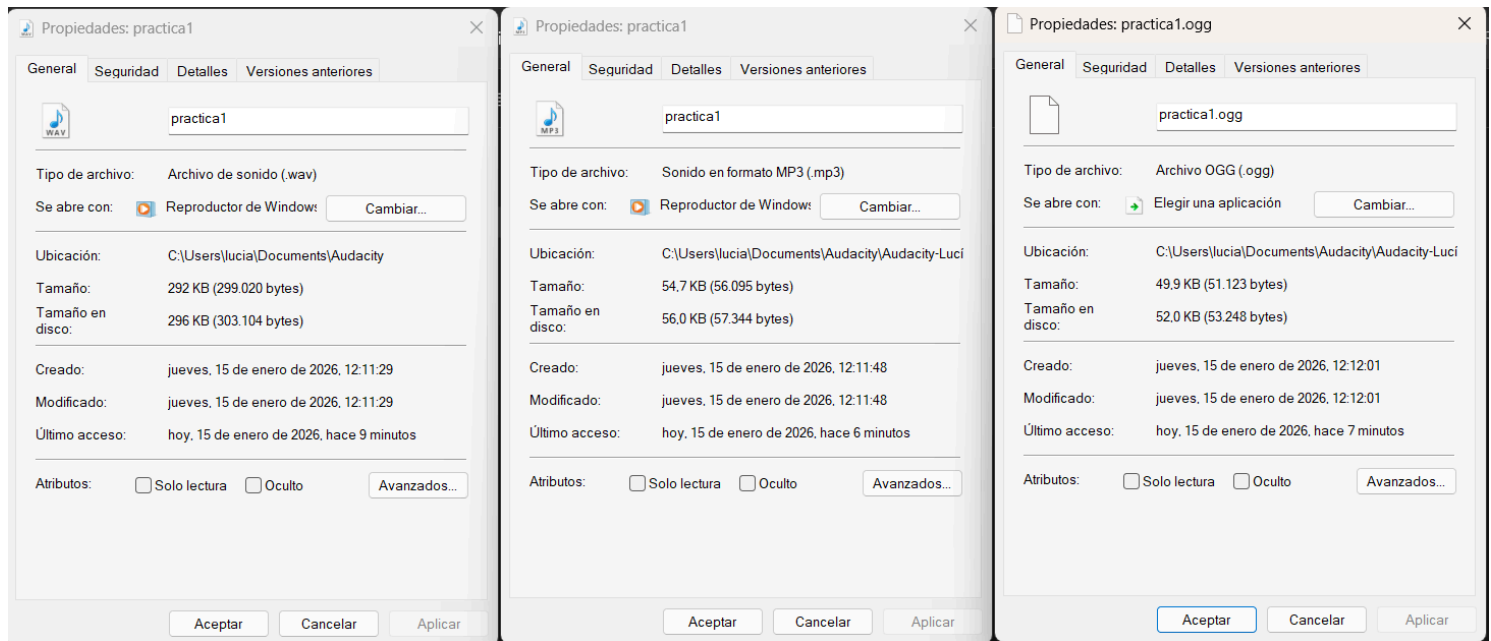 Propiedades: practica1
General Seguridad Detalles Versiones anteriores
WAV
practica1
Tipo de archivo: Archivo de sonido (.wav)
Se abre con: Reproductor de Windows
Cambiar...
Ubicación: C:\Users\lucia\Documents\Audacity
Tamaño: 292 KB (299.020 bytes)
Tamaño en
disco:
296 KB (303.104 bytes)
Creado: jueves, 15 de enero de 2026, 12:11:29
Modificado: jueves, 15 de enero de 2026, 12:11:29
Último acceso: hoy, 15 de enero de 2026, hace 9 minutos
Atributos: Solo lectura Oculto Avanzados...
Aceptar Cancelar Aplicar
Propiedades: practica1
General Seguridad Detalles Versiones anteriores
MP3
practica1
Tipo de archivo: Sonido en formato MP3 (.mp3)
Se abre con: Reproductor de Windows
Cambiar...
Ubicación: C:\Users\lucia\Documents\Audacity\Audacity-Lucí
Tamaño: 54,7 KB (56.095 bytes)
Tamaño en
disco:
56,0 KB (57.344 bytes)
Creado: jueves, 15 de enero de 2026, 12:11:48
Modificado: jueves, 15 de enero de 2026, 12:11:48
Último acceso: hoy, 15 de enero de 2026, hace 6 minutos
Atributos: Solo lectura Oculto Avanzados...
Aceptar Cancelar Aplicar
Propiedades: practica1.ogg
General Seguridad Detalles Versiones anteriores
practica1.ogg
Tipo de archivo: Archivo OGG (.ogg)
Se abre con: Elegir una aplicación Cambiar...
Ubicación: C:\Users\lucia\Documents\Audacity\Audacity-Lucí
Tamaño: 49,9 KB (51.123 bytes)
Tamaño en
disco:
52,0 KB (53.248 bytes)
Creado: jueves, 15 de enero de 2026, 12:12:01
Modificado: jueves, 15 de enero de 2026, 12:12:01
Último acceso: hoy, 15 de enero de 2026, hace 7 minutos
Atributos: Solo lectura Oculto Avanzados...
Aceptar Cancelar Aplicar